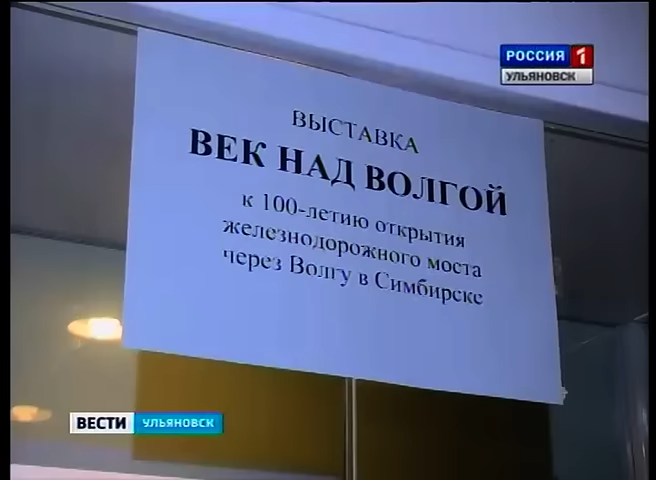 РОССИЯ 1
УЛЬЯНОВСК
ВЫСТАВКА
ВЕК НАД ВОЛГОЙ
к 100-летию открытия
железнодорожного моста
через Волгу в Симбирске
ВЕСТИ УЛЬЯНОВСК